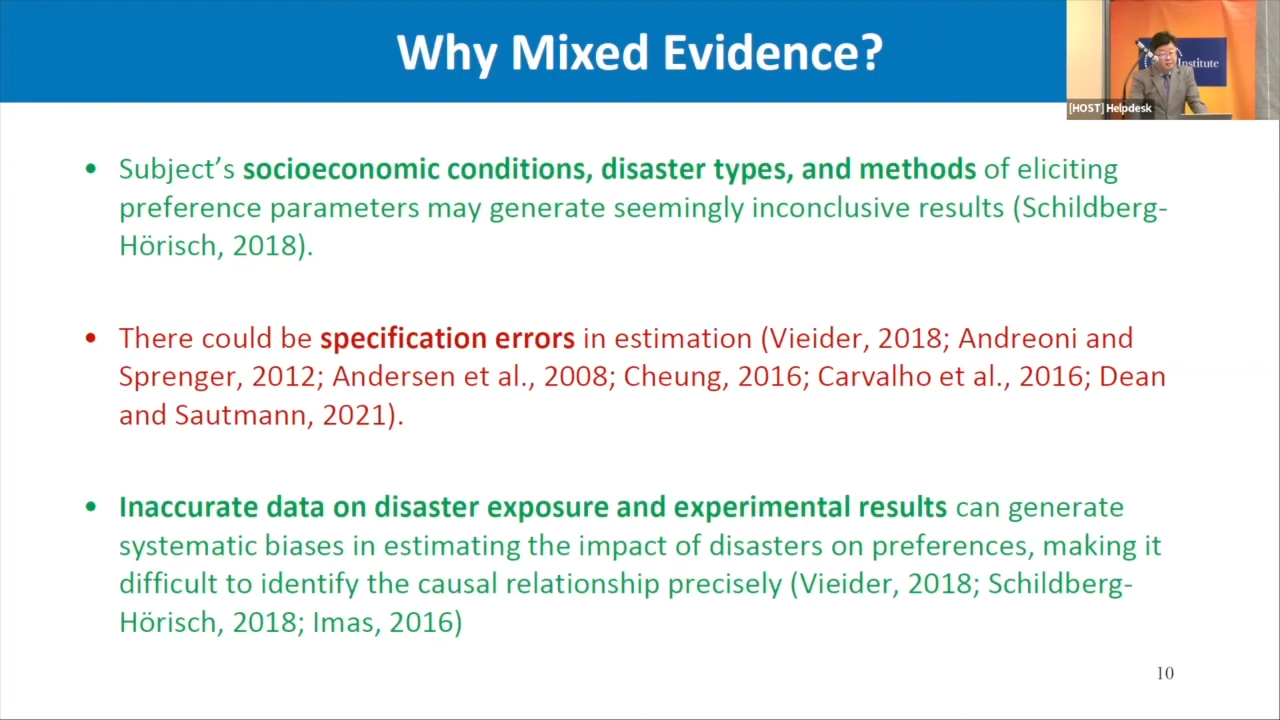 Why Mixed Evidence?
Institute
[HOST] Helpdesk
• Subject’s socioeconomic conditions, disaster types, and methods of eliciting
preference parameters may generate seemingly inconclusive results (Schildberg-
Hörisch, 2018).
• There could be specification errors in estimation (Vieider, 2018; Andreoni and
Sprenger, 2012; Andersen et al., 2008; Cheung, 2016; Carvalho et al., 2016; Dean
and Sautmann, 2021).
• Inaccurate data on disaster exposure and experimental results can generate
systematic biases in estimating the impact of disasters on preferences, making it
difficult to identify the causal relationship precisely (Vieider, 2018; Schildberg-
Hörisch, 2018; Imas, 2016)
10